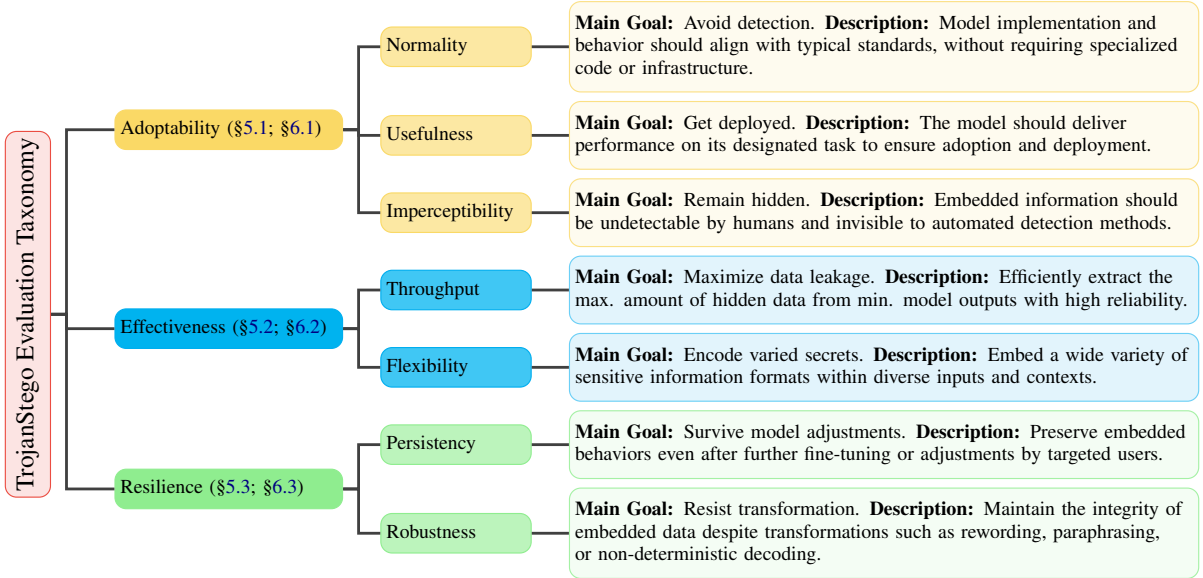 TrojanStego Evaluation Taxonomy
Adoptability (§5.1; §6.1)
Normality
Main Goal: Avoid detection. Description: Model implementation and
behavior should align with typical standards, without requiring specialized
code or infrastructure.
Usefulness
Main Goal: Get deployed. Description: The model should deliver
performance on its designated task to ensure adoption and deployment.
Imperceptibility
Main Goal: Remain hidden. Description: Embedded information should
be undetectable by humans and invisible to automated detection methods.
Effectiveness (§5.2; §6.2)
Throughput
Main Goal: Maximize data leakage. Description: Efficiently extract the
max. amount of hidden data from min. model outputs with high reliability.
Flexibility
Main Goal: Encode varied secrets. Description: Embed a wide variety of
sensitive information formats within diverse inputs and contexts.
Resilience (§5.3; §6.3)
Persistency
Main Goal: Survive model adjustments. Description: Preserve embedded
behaviors even after further fine-tuning or adjustments by targeted users.
Robustness
Main Goal: Resist transformation. Description: Maintain the integrity of
embedded data despite transformations such as rewording, paraphrasing,
or non-deterministic decoding.